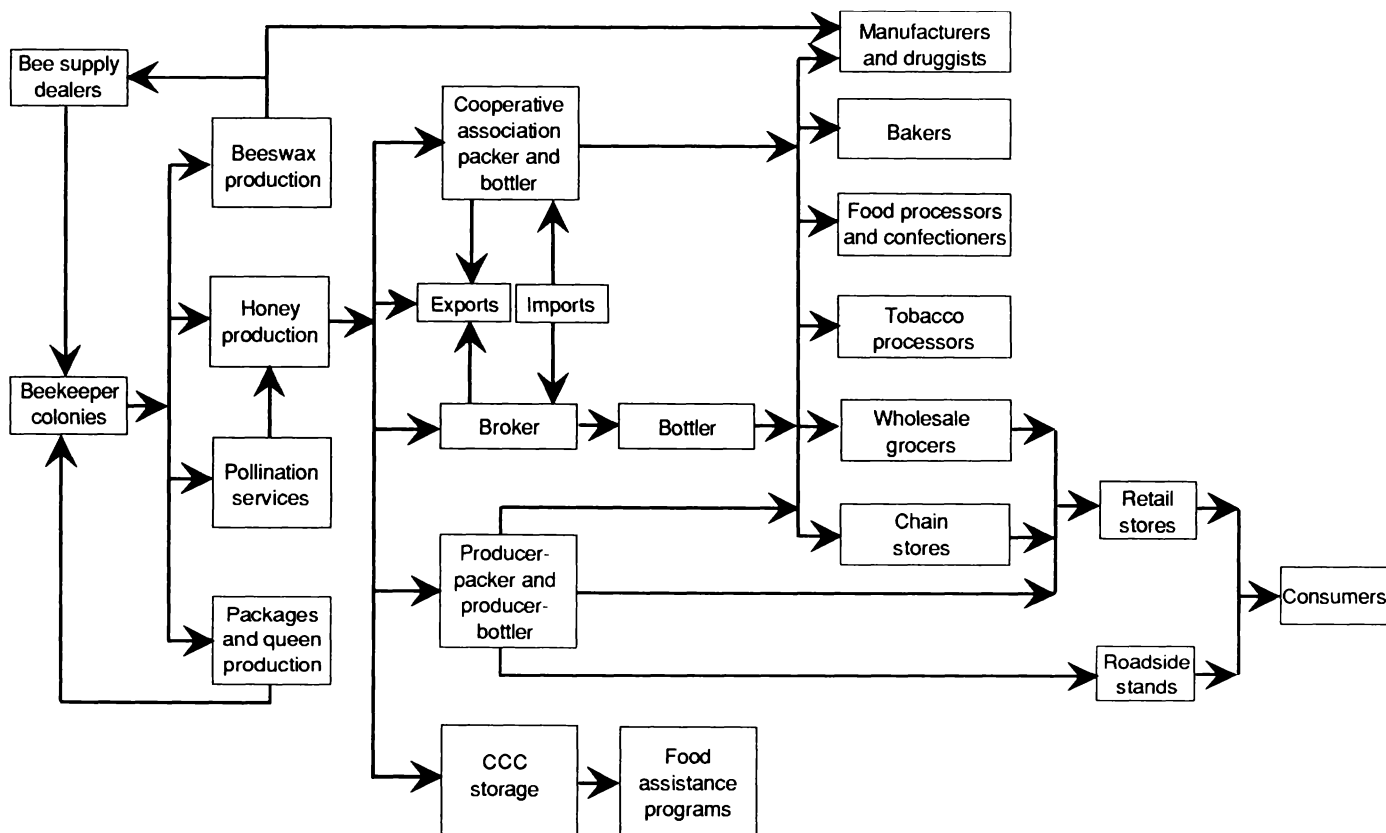 Bee supply
dealers
Beekeeper
colonies
Beeswax
production
Honey
production
Pollination
services
Packages
and queen
production
Cooperative
association
packer and
bottler
Exports
Imports
Broker
Bottler
Producer-
packer and
producer-
bottler
CCC
storage
Food
assistance
programs
Manufacturers
and druggists
Bakers
Food processors
and confectioners
Tobacco
processors
Wholesale
grocers
Chain
stores
Retail
stores
Roadside
stands
Consumers